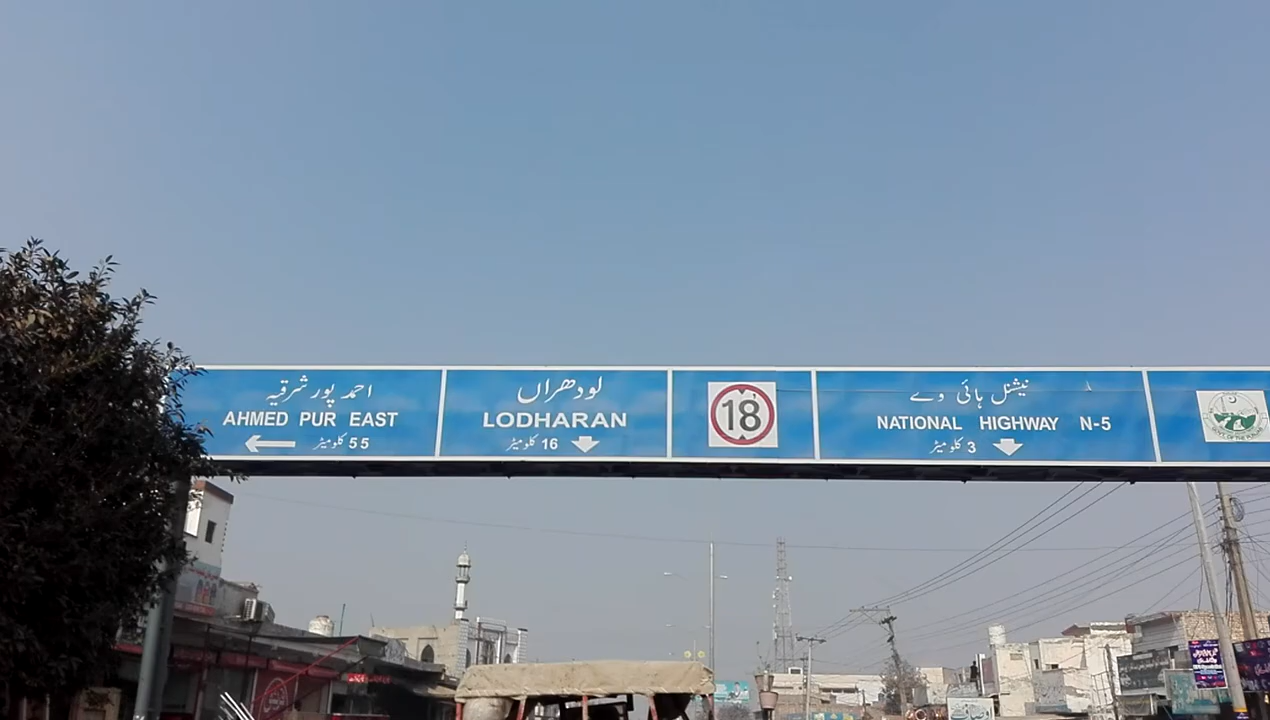 احمد پور شرقیہ
AHMED PUR EAST
55 کلومیٹر
لودھراں
LODHARAN
16 کلومیٹر
18
نیشنل ہائی وے
NATIONAL HIGHWAY N-5
3 کلومیٹر